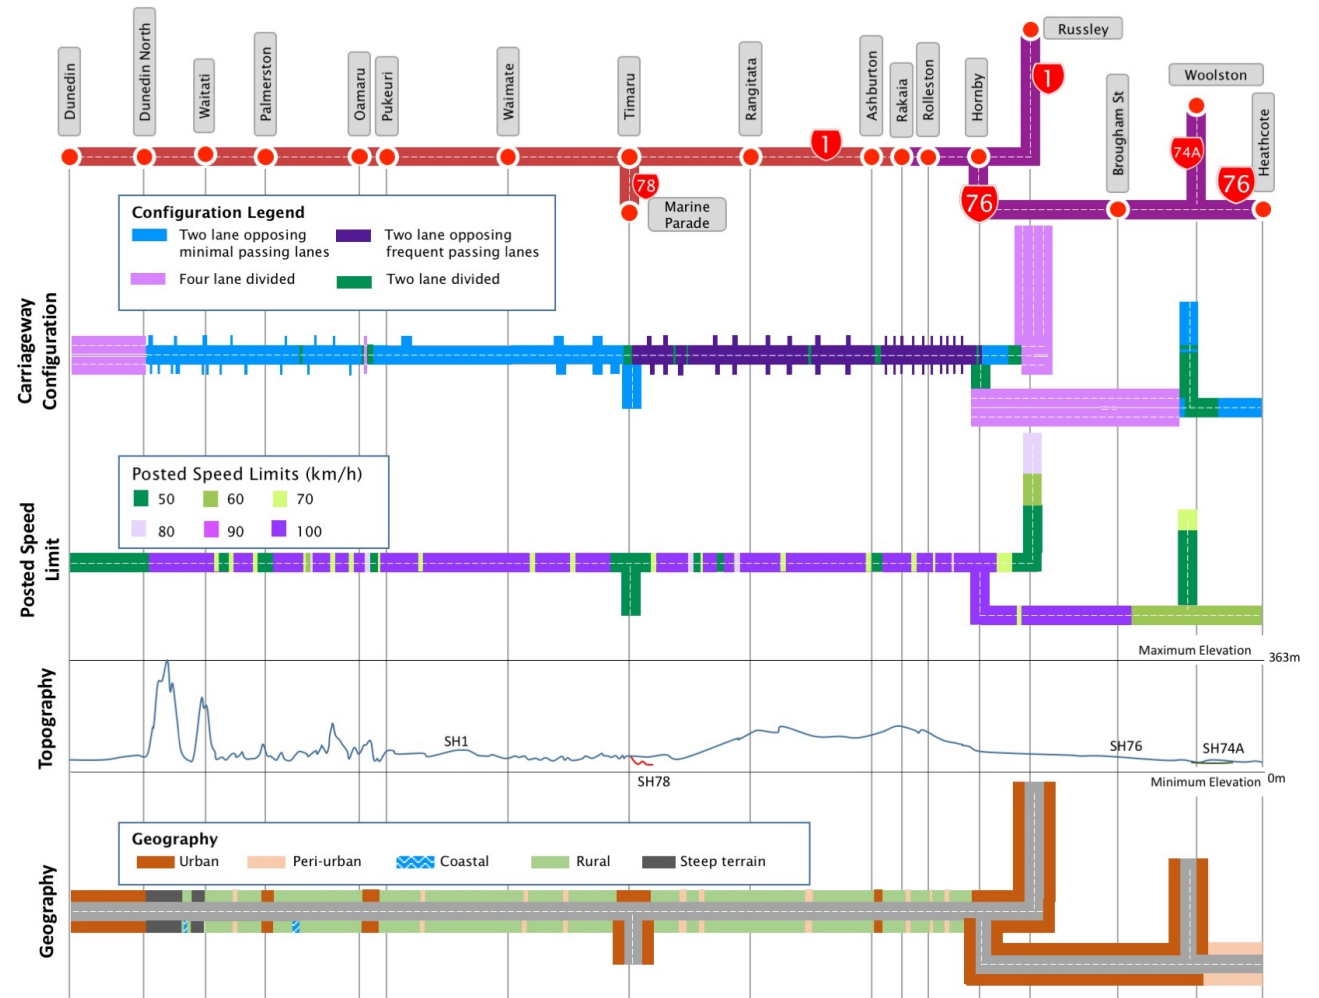 Dunedin
Dunedin North
Waitati
Palmerston
Oamaru
Pukeuri
Waimate
Timaru
Rangitata
Ashburton
Rakaia
Rolleston
Hornby
Russley
Brougham St
Woolston
Heathcote
1
1
74A
76
76
78
Marine
Parade
Configuration Legend
Two lane opposing
minimal passing lanes
Two lane opposing
frequent passing lanes
Four lane divided
Two lane divided
Carriageway
Configuration
Posted Speed Limits (km/h)
50
60
70
80
90
100
Posted Speed
Limit
Maximum Elevation
363m
Topography
SH1
SH76
SH74A
SH78
Minimum Elevation
0m
Geography
Urban
Peri-urban
Coastal
Rural
Steep terrain
Geography